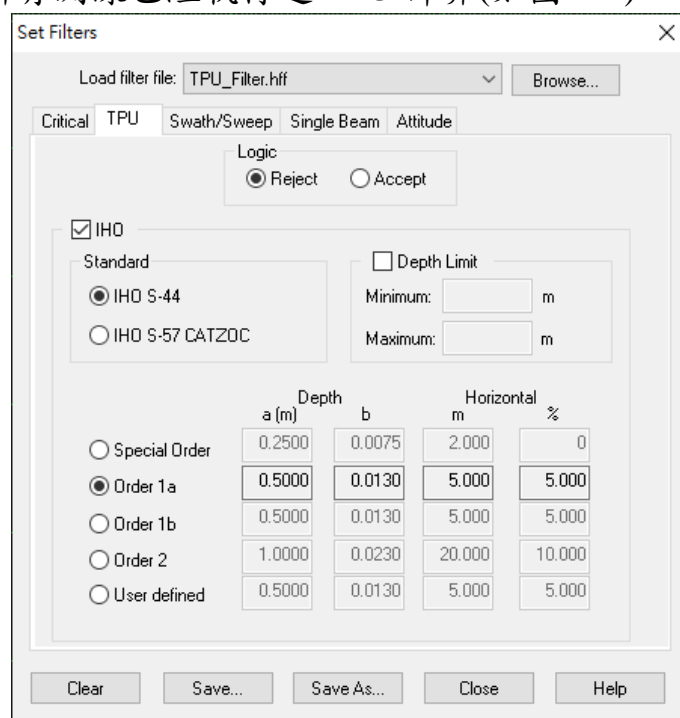 Set Filters
Load filter file: TPU_Filter.hff Browse...
Critical TPU Swath/Sweep Single Beam Attitude
Logic
Reject Accept
IHO
Standard Depth Limit
IHO S-44 Minimum: m
IHO S-57 CATZOC Maximum: m
Depth Horizontal
a (m) b m %
Special Order 0.2500 0.0075 2.000 0
Order 1a 0.5000 0.0130 5.000 5.000
Order 1b 0.5000 0.0130 5.000 5.000
Order 2 1.0000 0.0230 20.000 10.000
User defined 0.5000 0.0130 5.000 5.000
Clear Save... Save As... Close Help